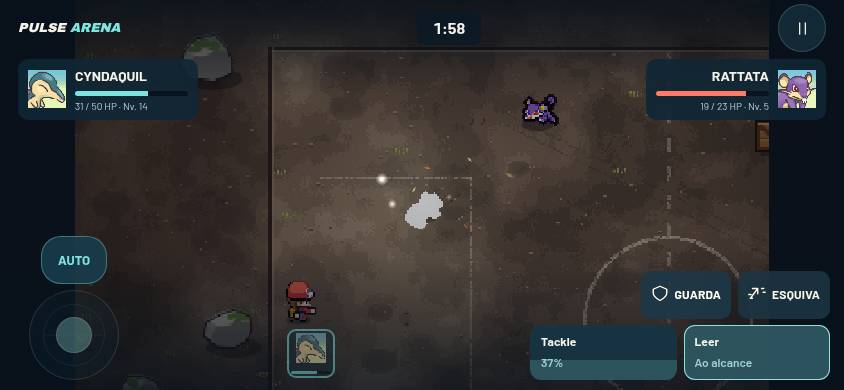 PULSE ARENA
1:58
CYNDAQUIL
31 / 50 HP · Nv. 14
RATTATA
19 / 23 HP · Nv. 5
AUTO
GUARDA
ESQUIVA
Tackle
37%
Leer
Ao alcance